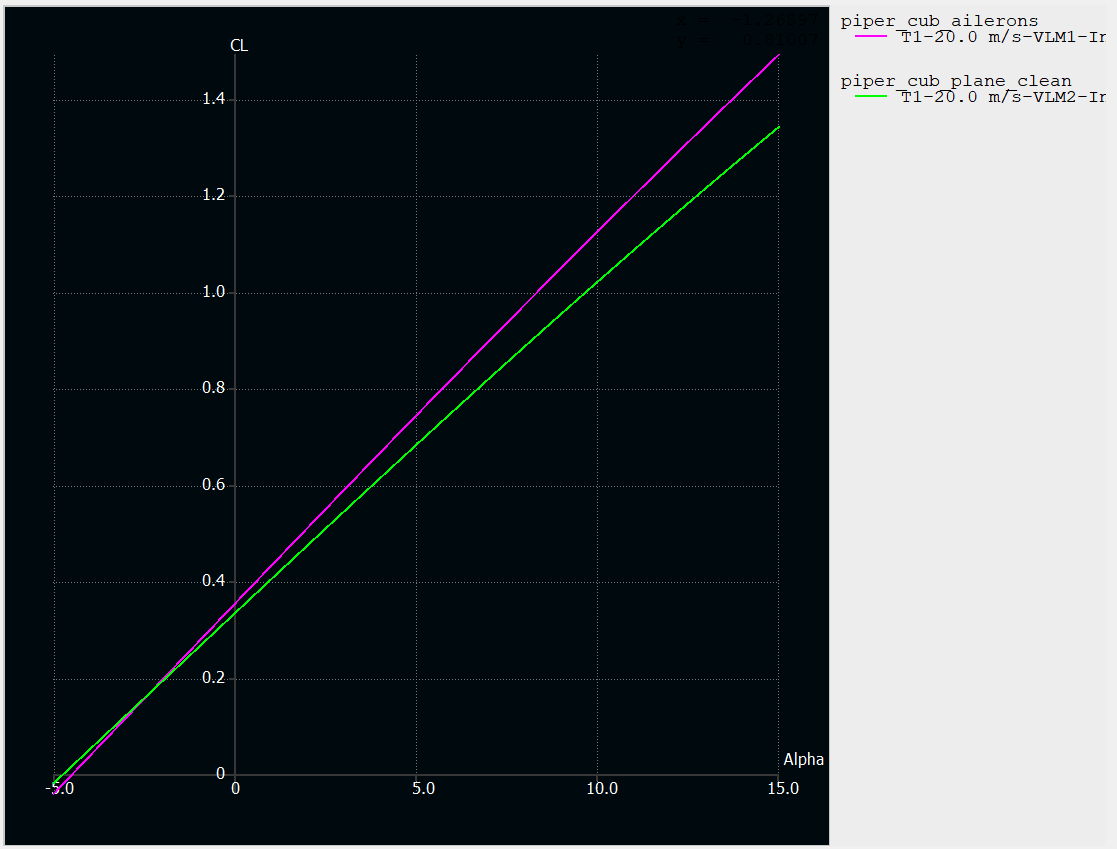 x = -1.28897
CL
1.4
1.2
1.0
0.8
0.6
0.4
0.2
0
Alpha
-5.0 0 5.0 10.0 15.0
piper_cub_ailerons
T1-20.0 m/s-VLM1-Ir
piper_cub_plane_clean
T1-20.0 m/s-VLM2-Ir